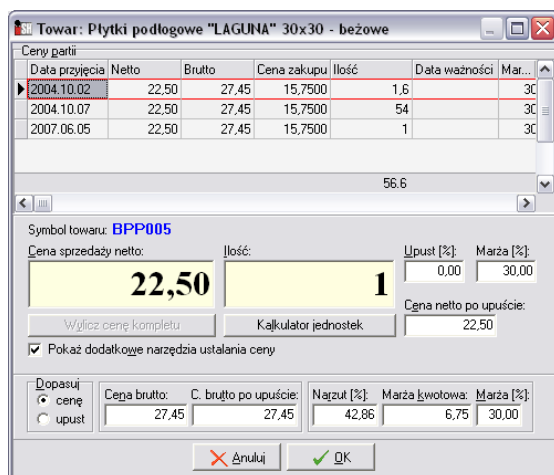 Towar: Płytki podłogowe "LAGUNA" 30x30 - beżowe
Ceny partii
Data przyjęcia Netto Brutto Cena zakupu Ilość Data ważności Mar...
2004.10.02 22,50 27,45 15,7500 1,6 30
2004.10.07 22,50 27,45 15,7500 54 30
2007.06.05 22,50 27,45 15,7500 1 30
56.6
Symbol towaru: BPP005
Cena sprzedaży netto: Ilość: Upust [%]: Marża [%]:
22,50 1 0,00 30,00
Cena netto po upuście:
Wylicz cenę kompletu Kalkulator jednostek 22,50
Pokaż dodatkowe narzędzia ustalania ceny
Dopasuj
cenę Cena brutto: C. brutto po upuście: Narzut [%]: Marża kwotowa: Marża [%]:
upust 27,45 27,45 42,86 6,75 30,00
Anuluj OK